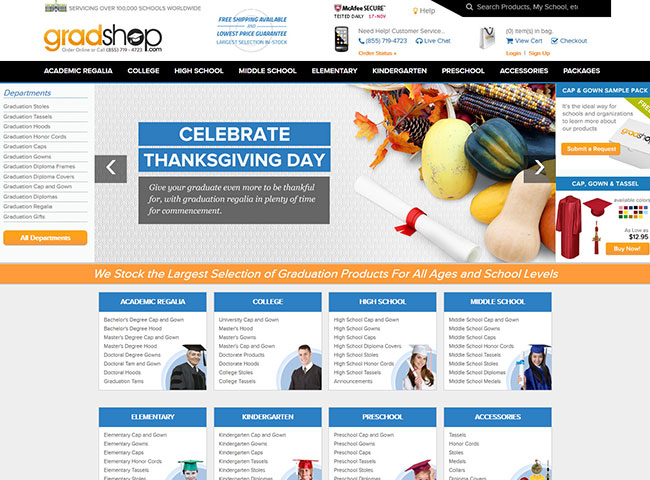 SERVICING OVER 100,000 SCHOOLS WORLDWIDE
FREE SHIPPING AVAILABLE
AND
LOWEST PRICE GUARANTEE
LARGEST SELECTION IN-STOCK
McAfee SECURE™
TESTED DAILY 17-NOV
Help
Search Products, My School, etc
gradshop.com
Order Online or Call (855) 719 - 4723
Need Help? Customer Service...
(855) 719-4723 Live Chat
Order Status
(0) item(s) in bag.
View Cart Checkout
Login Sign Up
ACADEMIC REGALIA COLLEGE HIGH SCHOOL MIDDLE SCHOOL ELEMENTARY KINDERGARTEN PRESCHOOL ACCESSORIES PACKAGES
Departments
Graduation Stoles
Graduation Tassels
Graduation Hoods
Graduation Honor Cords
Graduation Caps
Graduation Gowns
Graduation Diploma Frames
Graduation Diploma Covers
Graduation Cap and Gown
Graduation Diplomas
Graduation Regalia
Graduation Gifts
All Departments
CELEBRATE
THANKSGIVING DAY
Give your graduate even more to be thankful
for, with graduation regalia in plenty of time
for commencement.
CAP & GOWN SAMPLE PACK
FREE
It's the ideal way for
schools and organizations
to learn more about
our products
Submit a Request
gradshop
CAP, GOWN & TASSEL
available colors
As Low as
$12.95
Buy Now!
We Stock the Largest Selection of Graduation Products For All Ages and School Levels
ACADEMIC REGALIA
Bachelor's Degree Cap and Gown
Bachelor's Degree Hood
Master's Degree Cap and Gown
Master's Degree Hood
Doctoral Degree Gowns
Doctoral Tam and Gown
Doctoral Hoods
Graduation Tams
COLLEGE
University Cap and Gown
Master's Hood
Master's Gowns
Master's Cap and Gown
Doctorate Products
Doctorate Hoods
College Stoles
College Tassels
HIGH SCHOOL
High School Cap and Gown
High School Gowns
High School Caps
High School Diploma Covers
High School Stoles
High School Honor Cords
High School Tassels
Announcements
MIDDLE SCHOOL
Middle School Cap and Gown
Middle School Gowns
Middle School Caps
Middle School Honor Cords
Middle School Tassels
Middle School Stoles
Middle School Diplomas
Middle School Medals
ELEMENTARY
Elementary Cap and Gown
Elementary Gowns
Elementary Caps
Elementary Honor Cords
Elementary Tassels
Elementary Stoles
KINDERGARTEN
Kindergarten Cap and Gown
Kindergarten Gowns
Kindergarten Caps
Kindergarten Tassels
Kindergarten Stoles
Kindergarten Diplomas
PRESCHOOL
Preschool Cap and Gown
Preschool Gowns
Preschool Caps
Preschool Tassels
Preschool Stoles
Preschool Diplomas
ACCESSORIES
Tassels
Honor Cords
Stoles
Medals
Collars
Diploma Covers